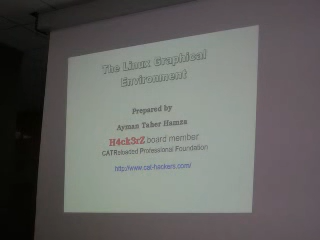 The Linux Graphical
Environment
Prepared by
Ayman Taher Hamza
H4ck3rZ board member
Professional Foundation
http://www.cat-hackers.com/